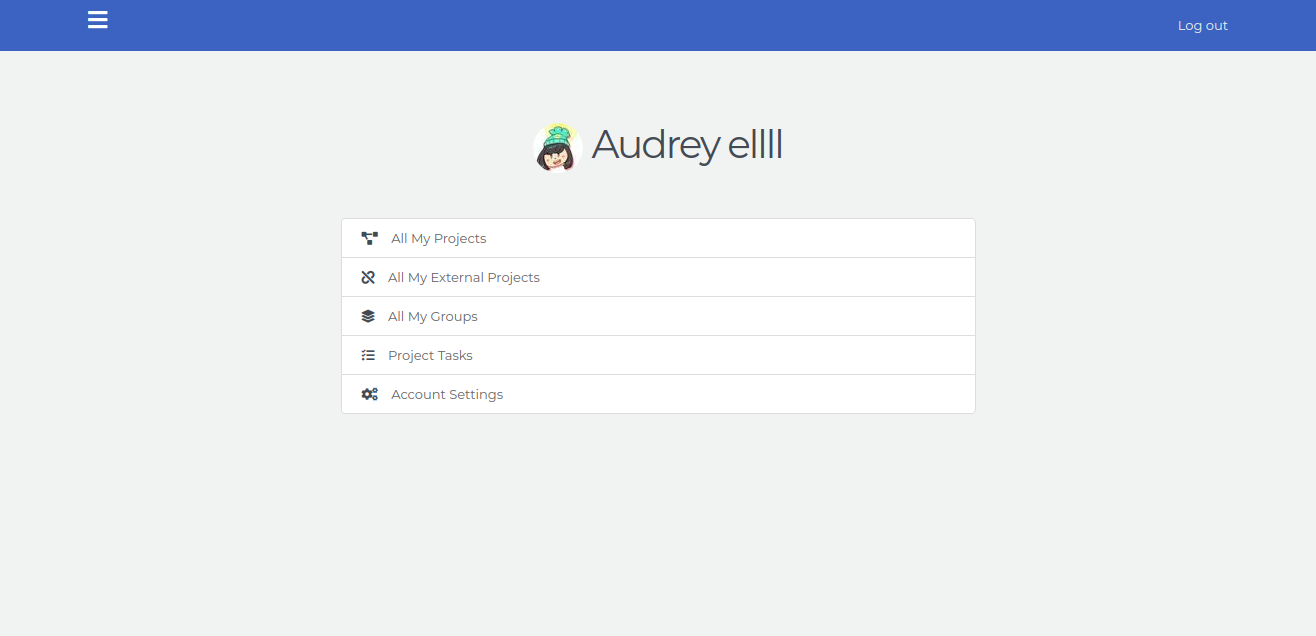 Log out
Audrey ellll
All My Projects
All My External Projects
All My Groups
Project Tasks
Account Settings